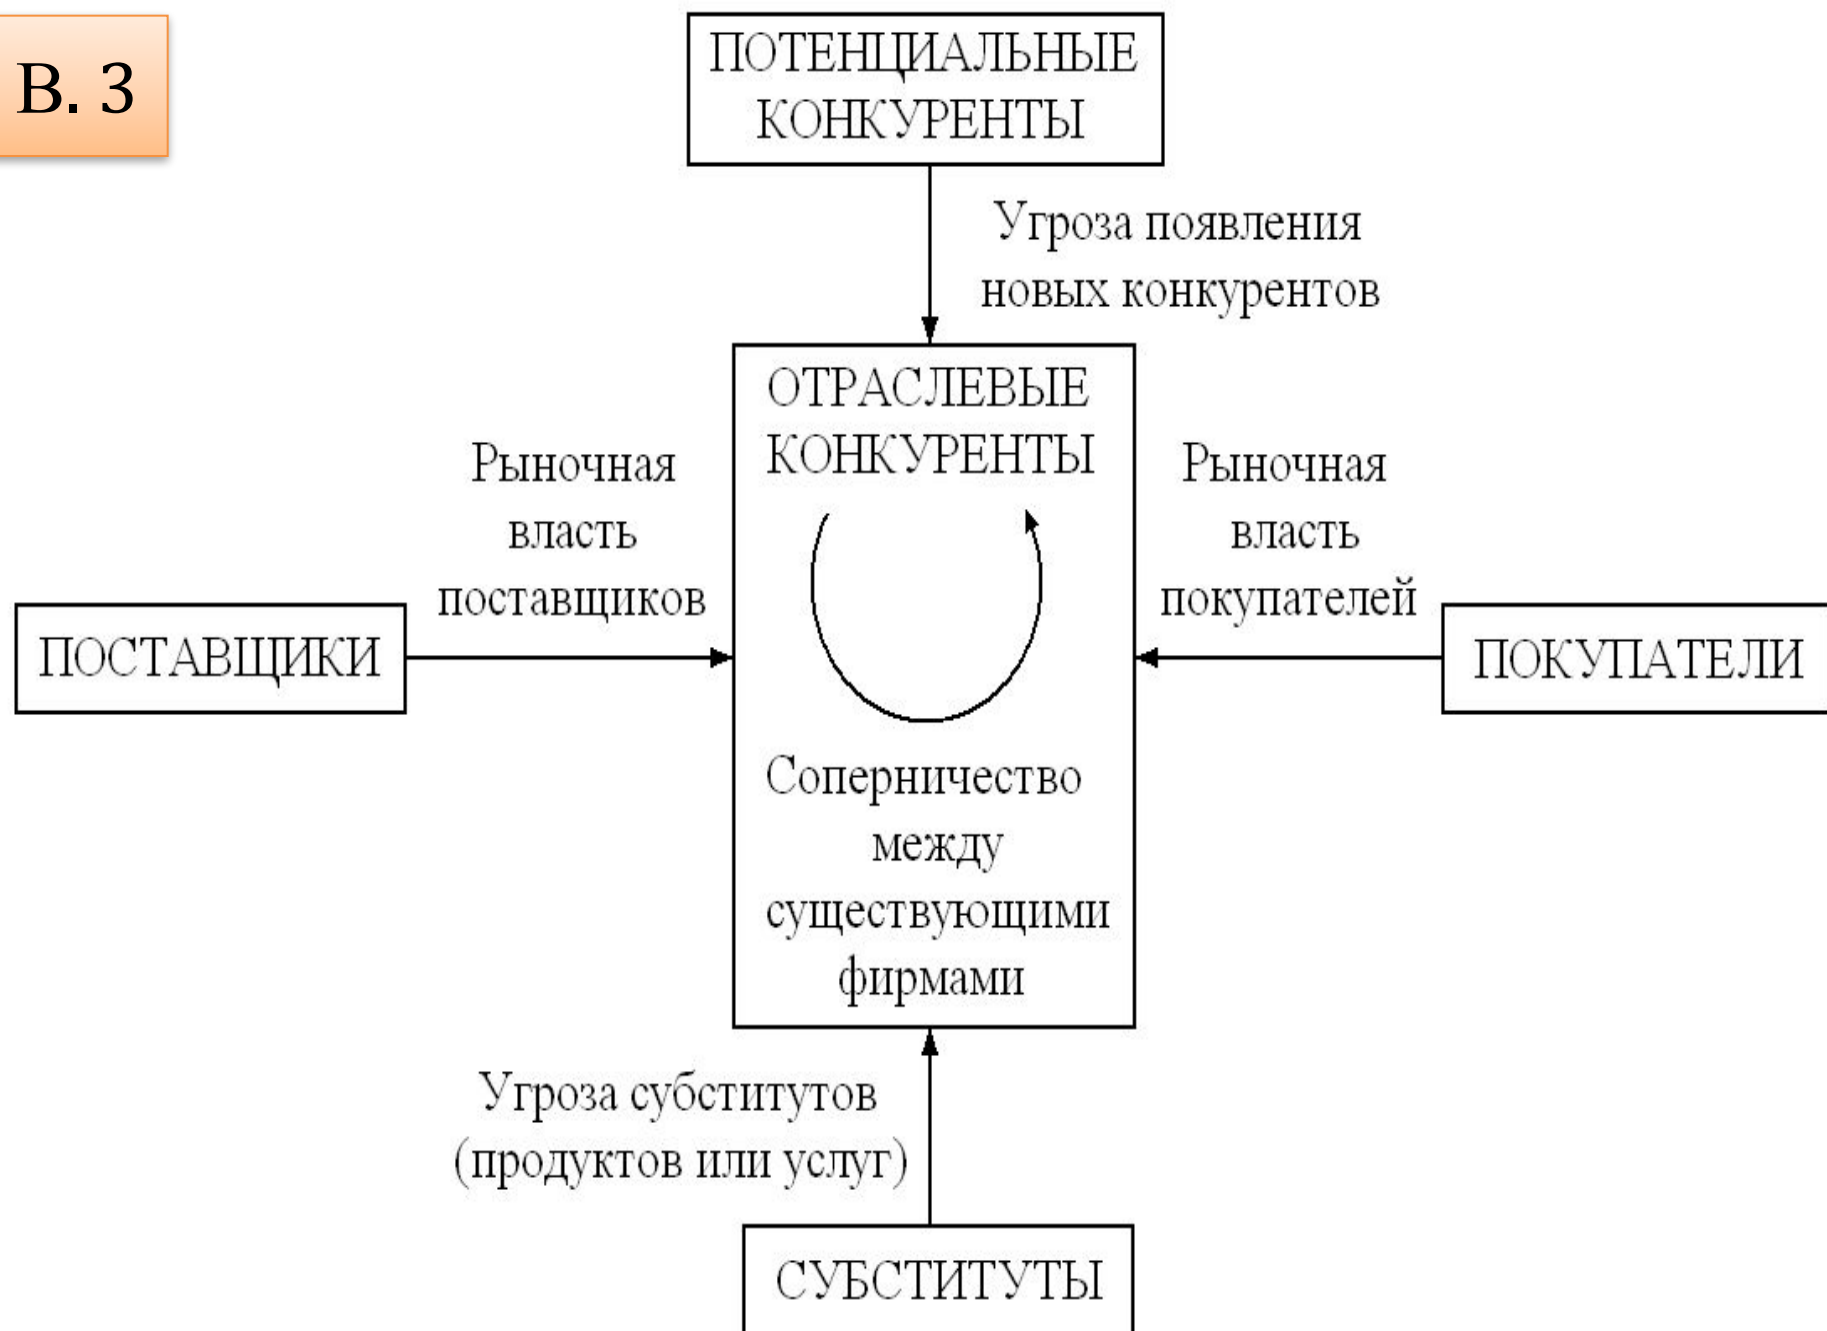 В. 3
ПОТЕНЦИАЛЬНЫЕ
КОНКУРЕНТЫ
Угроза появления
новых конкурентов
ОТРАСЛЕВЫЕ
КОНКУРЕНТЫ
Рыночная
власть
поставщиков
Рыночная
власть
покупателей
ПОСТАВЩИКИ
ПОКУПАТЕЛИ
Соперничество
между
существующими
фирмами
Угроза субститутов
(продуктов или услуг)
СУБСТИТУТЫ